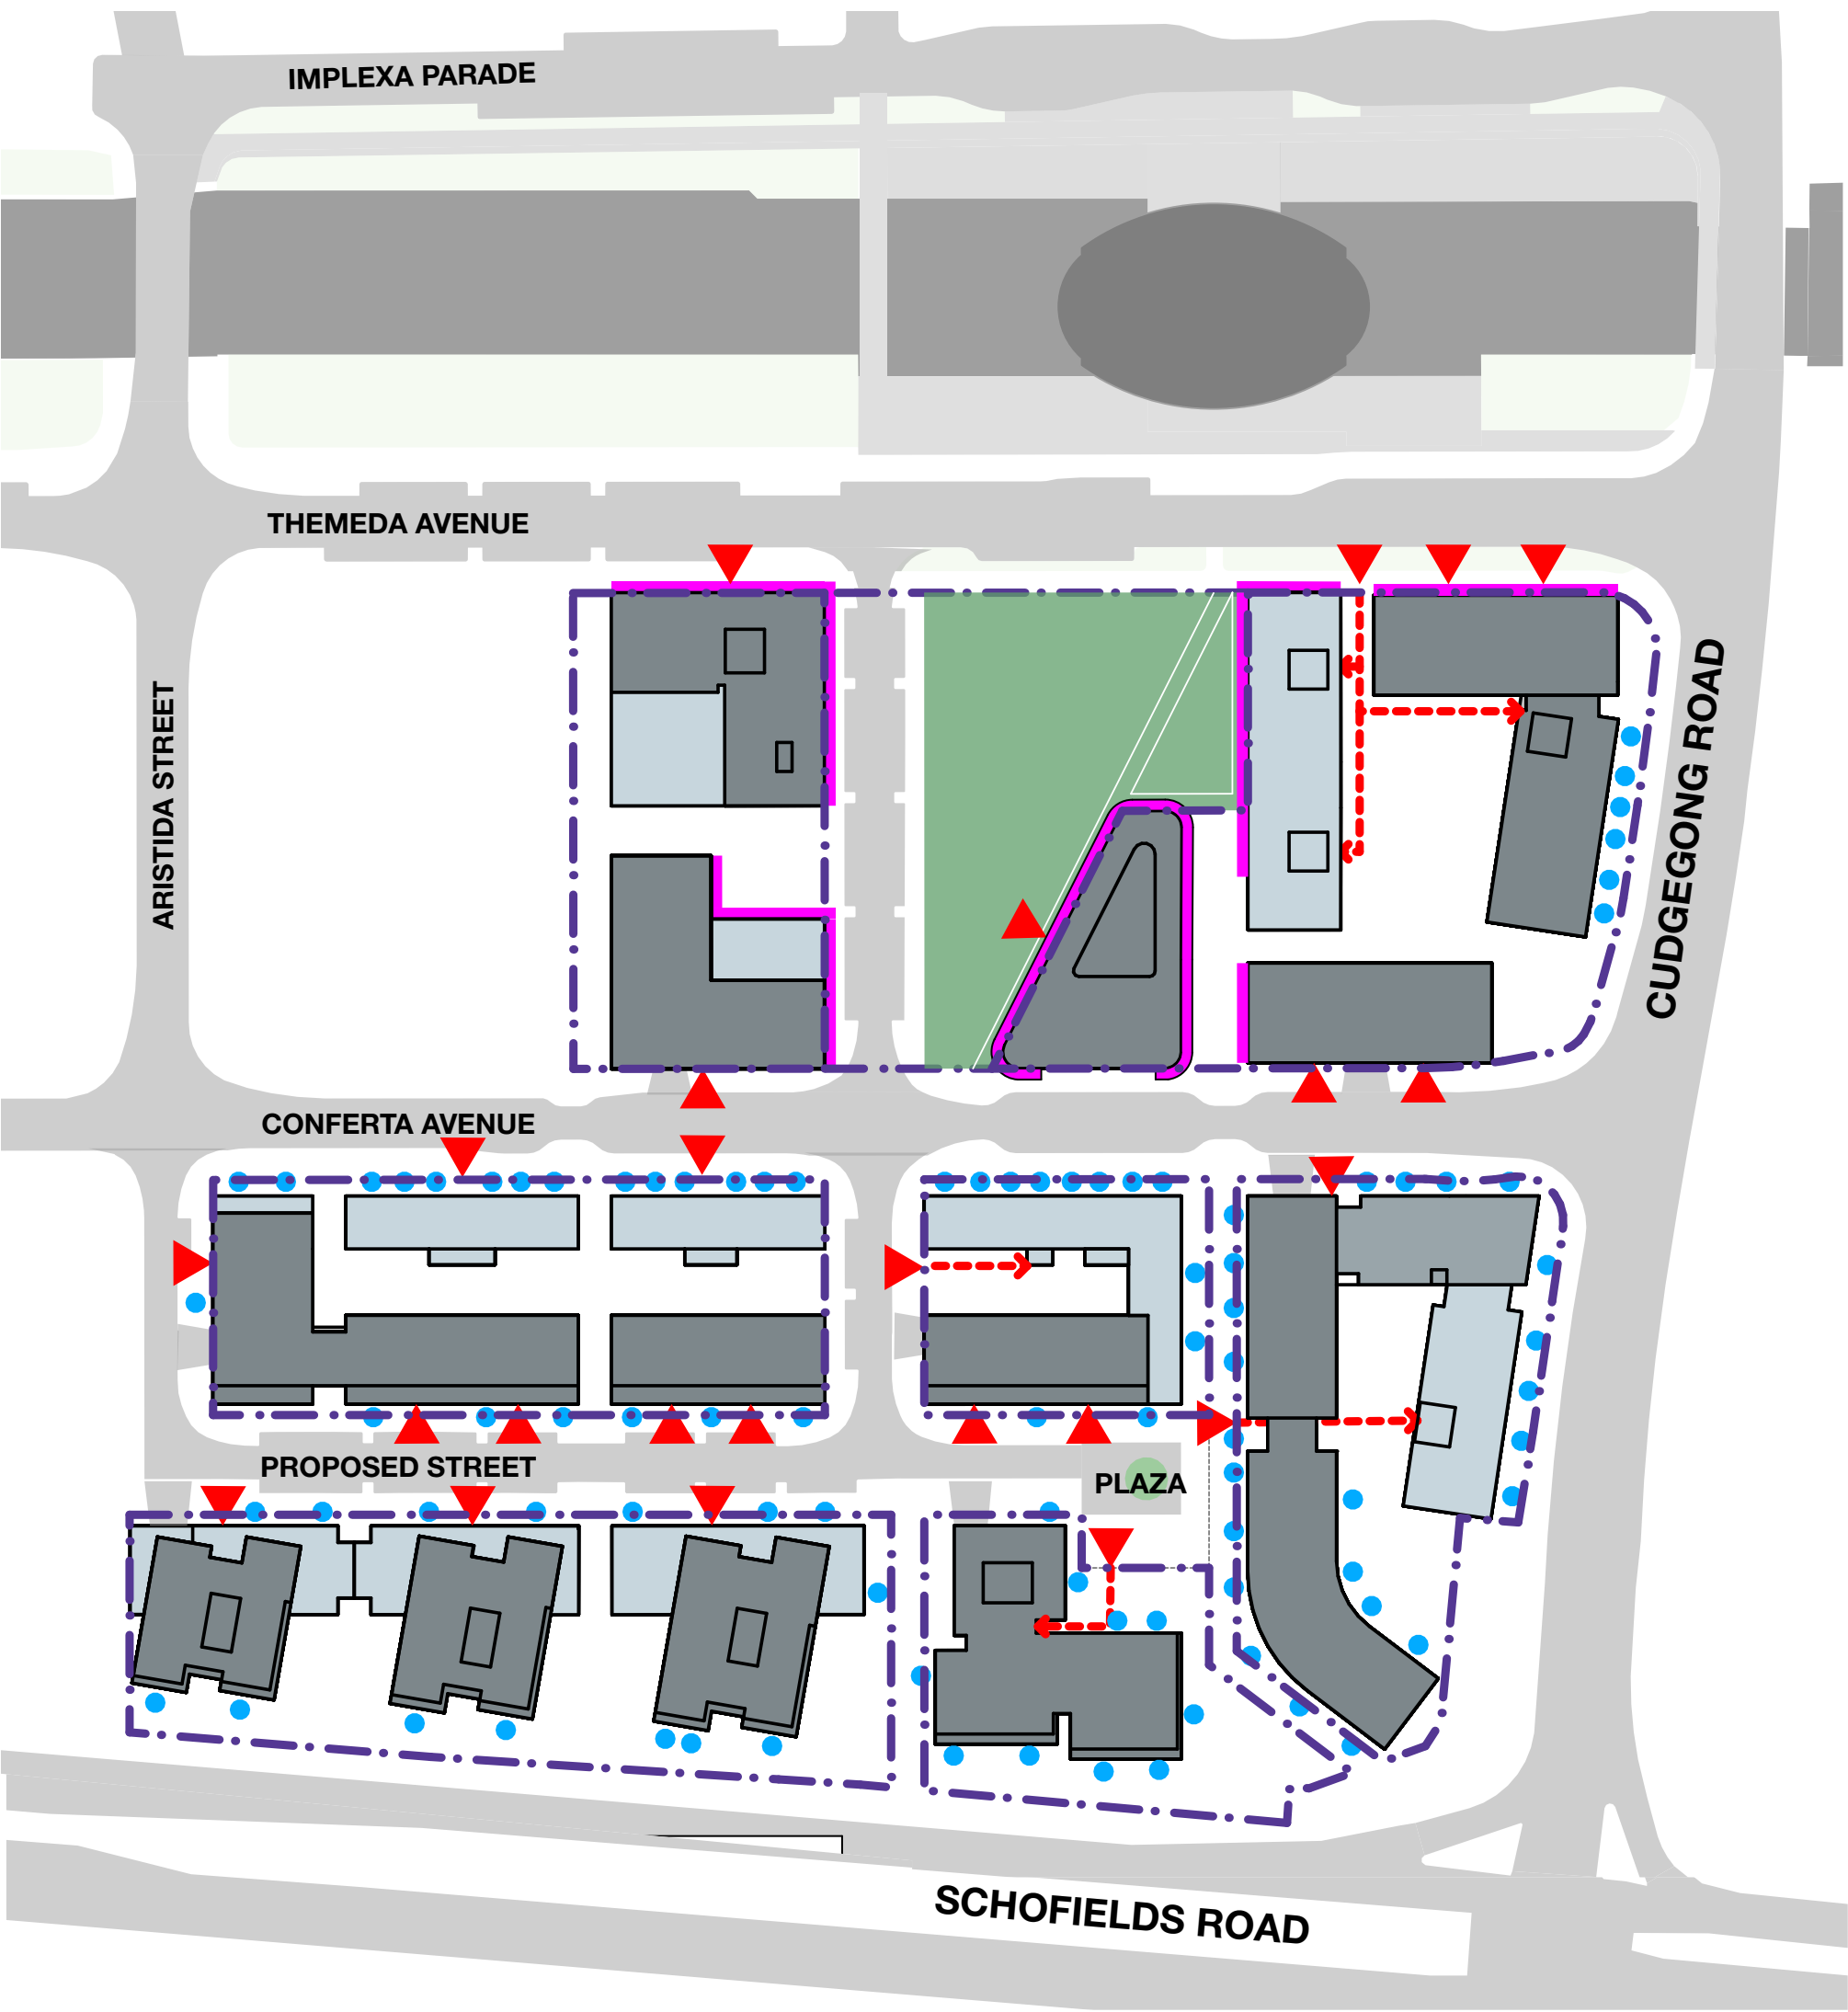 IMPLEXA PARADE
THEMEDA AVENUE
ARISTIDA STREET
CUDGEGONG ROAD
CONFERTA AVENUE
PROPOSED STREET
PLAZA
SCHOFIELDS ROAD